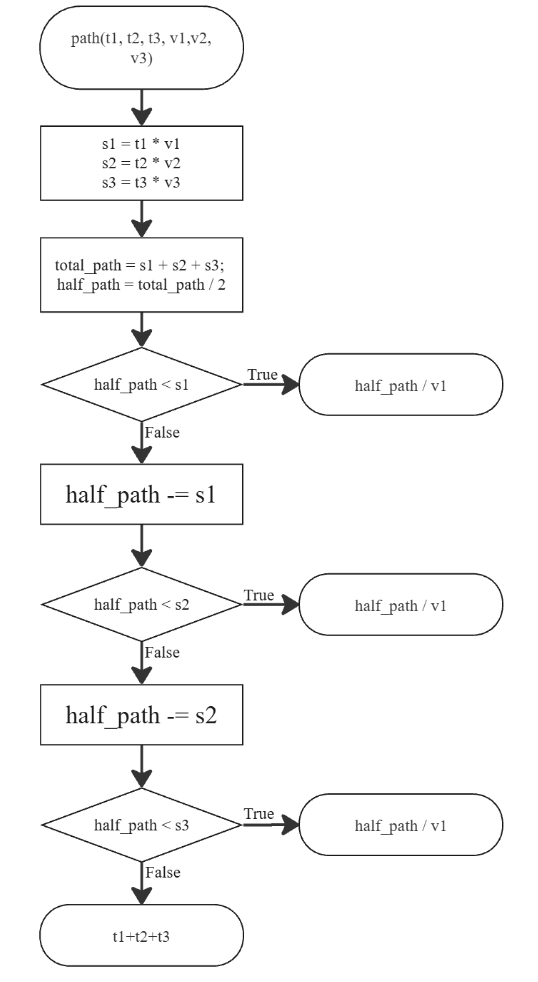 path(t1, t2, t3, v1,v2,
v3)
s1 = t1 * v1
s2 = t2 * v2
s3 = t3 * v3
total_path = s1 + s2 + s3;
half_path = total_path / 2
half_path < s1
True
half_path / v1
False
half_path -= s1
half_path < s2
True
half_path / v1
False
half_path -= s2
half_path < s3
True
half_path / v1
False
t1+t2+t3